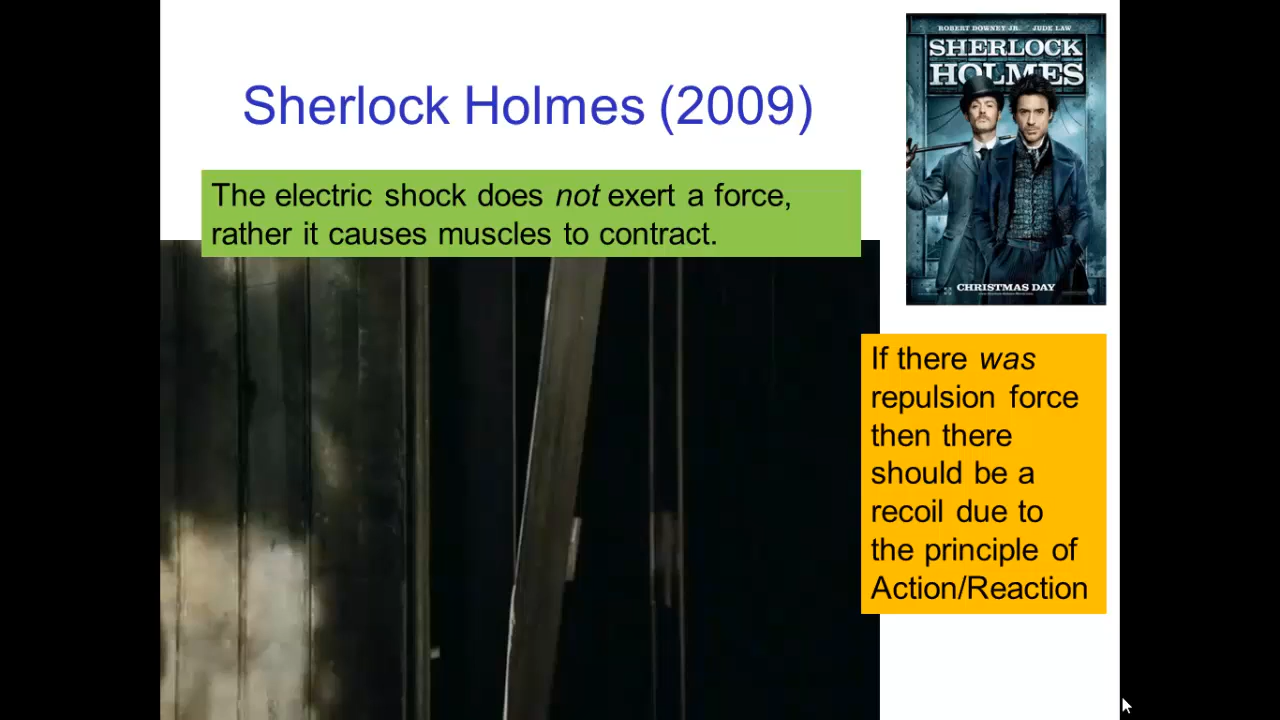 Sherlock Holmes (2009)
The electric shock does not exert a force,
rather it causes muscles to contract.
ROBERT DOWNEY JR. JUDE LAW
SHERLOCK
HOLMES
CHRISTMAS DAY
If there was
repulsion force
then there
should be a
recoil due to
the principle of
Action/Reaction